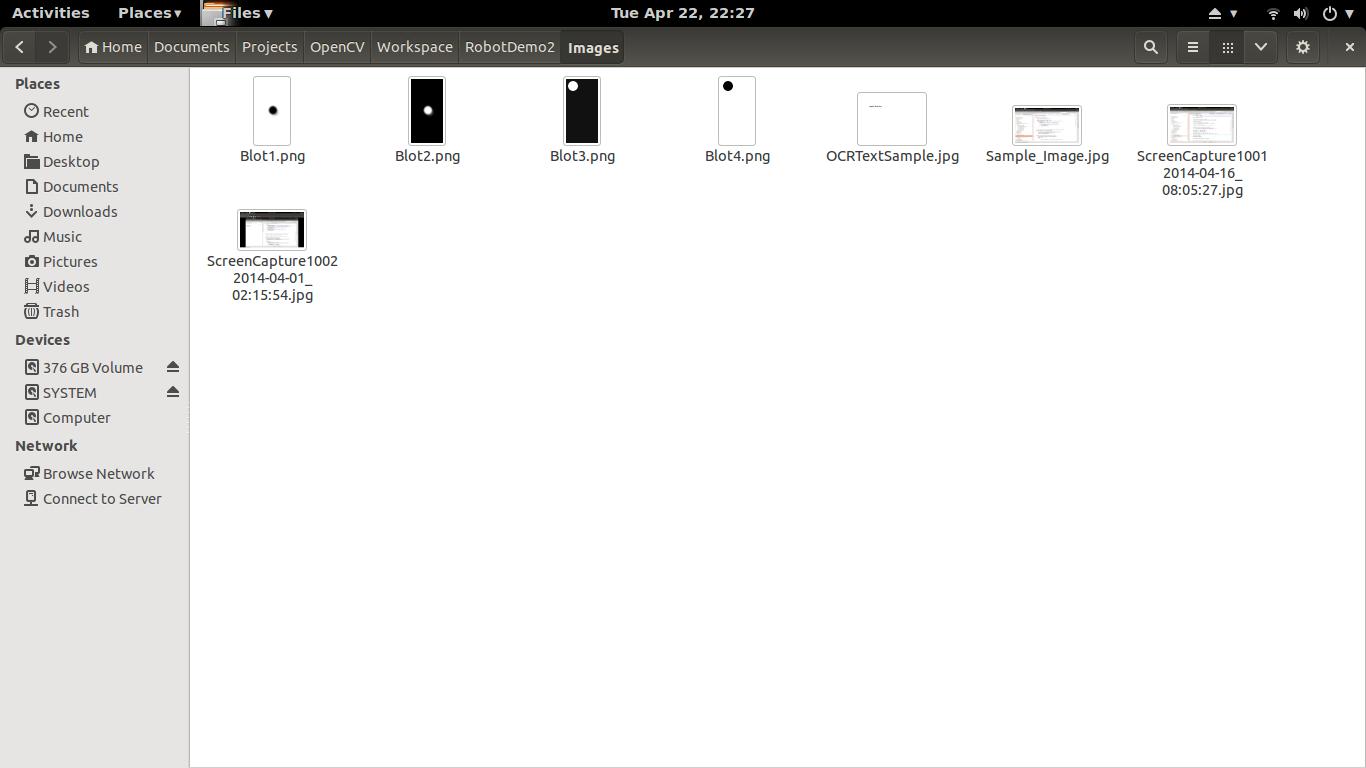 Activities Places Files Tue Apr 22, 22:27
Home Documents Projects OpenCV Workspace RobotDemo2 Images
Places
Recent
Home
Desktop
Documents
Downloads
Music
Pictures
Videos
Trash
Devices
376 GB Volume
SYSTEM
Computer
Network
Browse Network
Connect to Server
Blot1.png Blot2.png Blot3.png Blot4.png OCRTextSample.jpg Sample_Image.jpg ScreenCapture1001
2014-04-16_
08:05:27.jpg
ScreenCapture1002
2014-04-01_
02:15:54.jpg